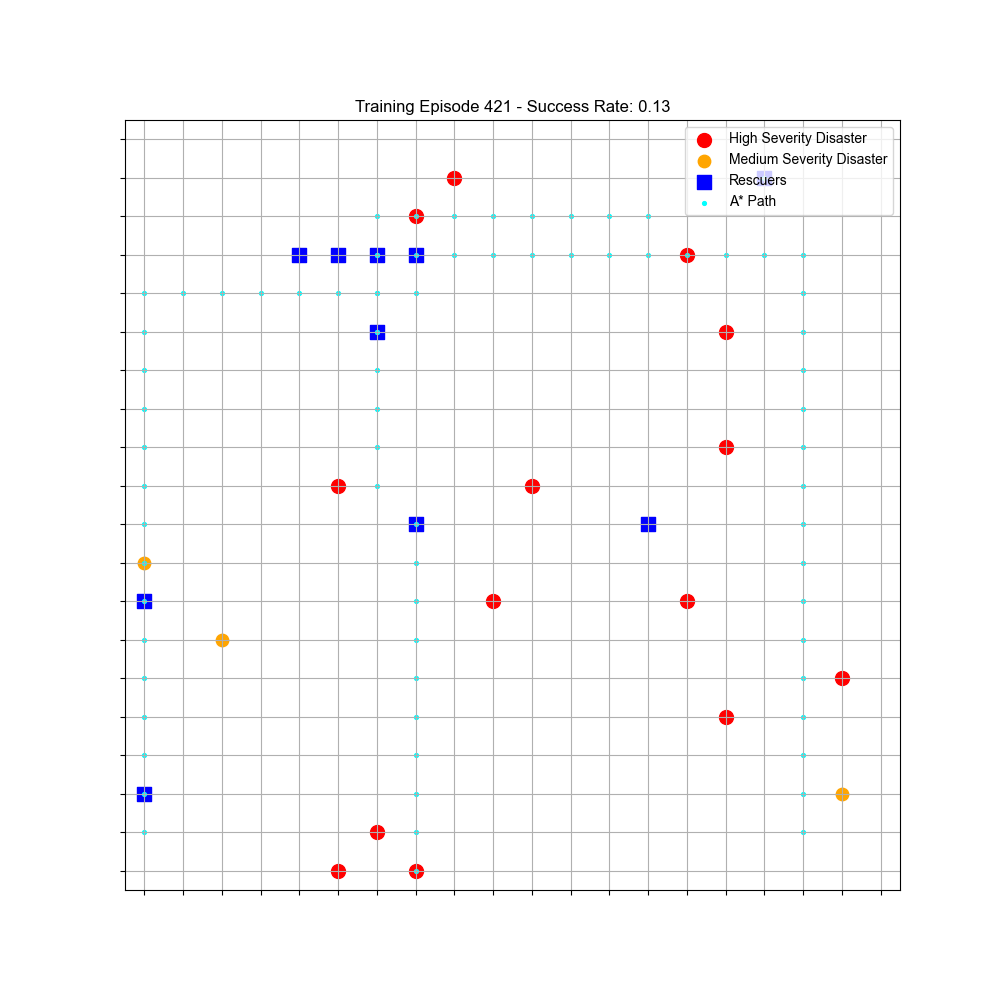 Training Episode 421 - Success Rate: 0.13
High Severity Disaster
Medium Severity Disaster
Rescuers
A* Path